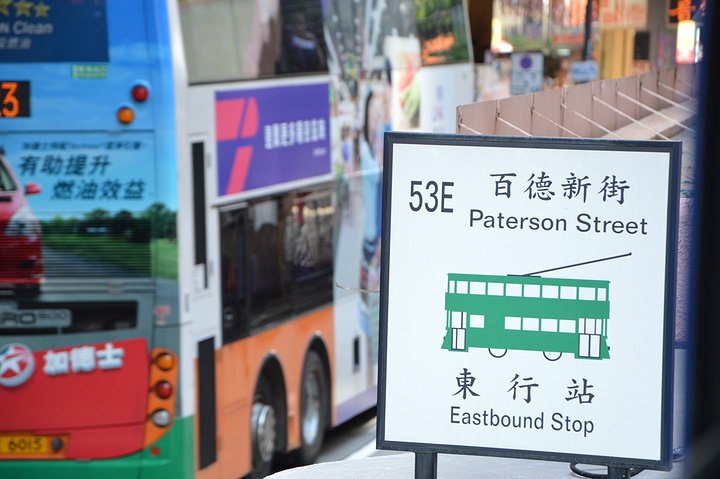 53E
百德新街
Paterson Street
東行站
Eastbound Stop
有助提升
燃油效益
加德士
6015
3
Clean